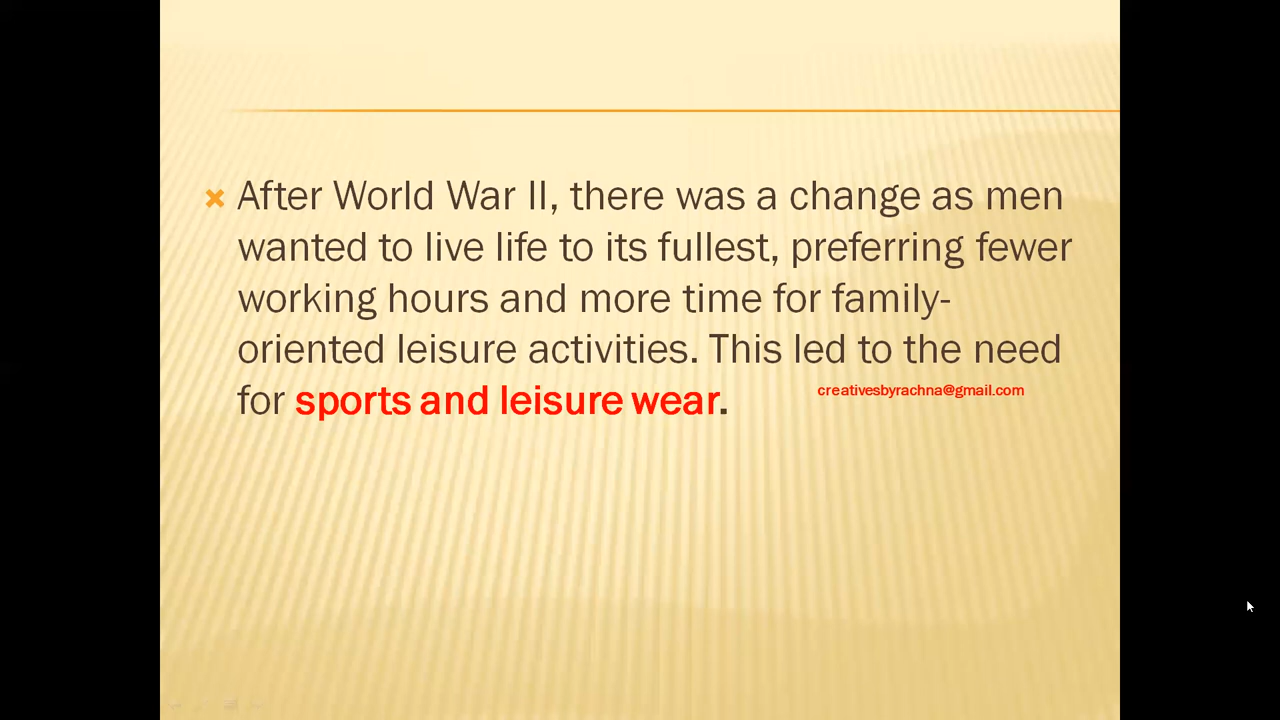 After World War II, there was a change as men
wanted to live life to its fullest, preferring fewer
working hours and more time for family-
oriented leisure activities. This led to the need
for sports and leisure wear.
creativesbyrachna@gmail.com